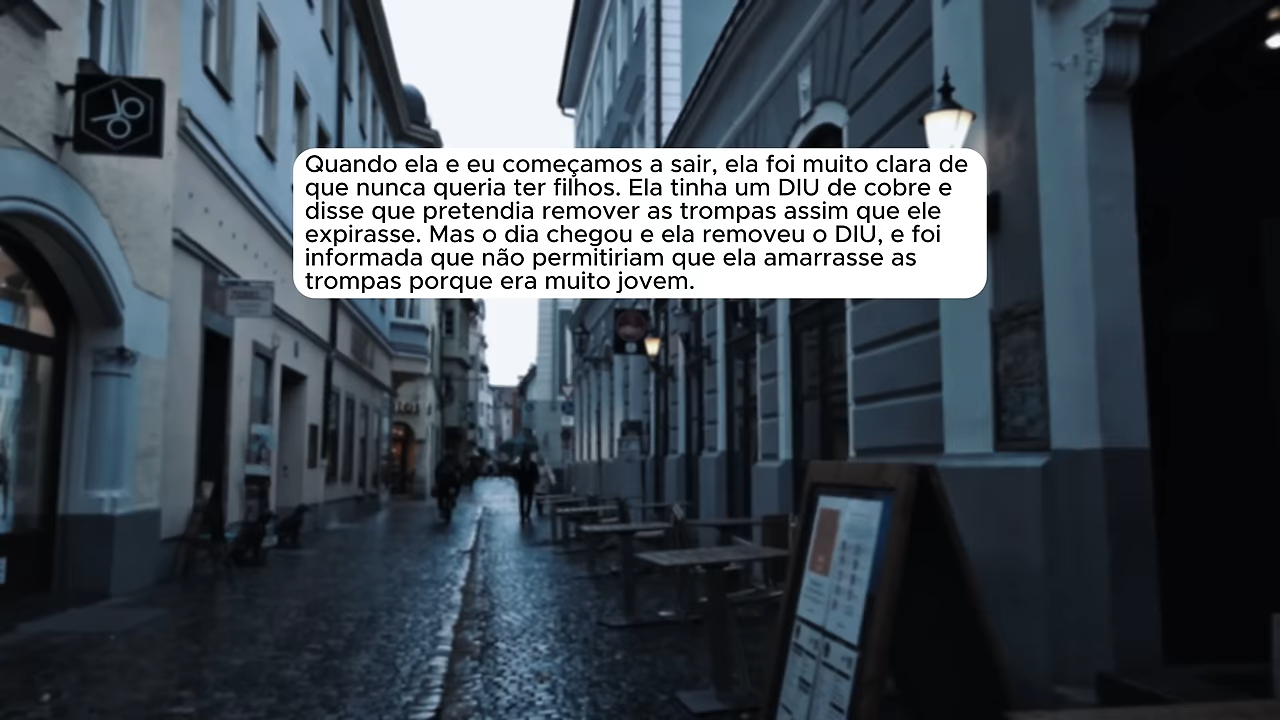 Quando ela e eu começamos a sair, ela foi muito clara de
que nunca queria ter filhos. Ela tinha um DIU de cobre e
disse que pretendia remover as trompas assim que ele
expirasse. Mas o dia chegou e ela removeu o DIU, e foi
informada que não permitiriam que ela amarrasse as
trompas porque era muito jovem.